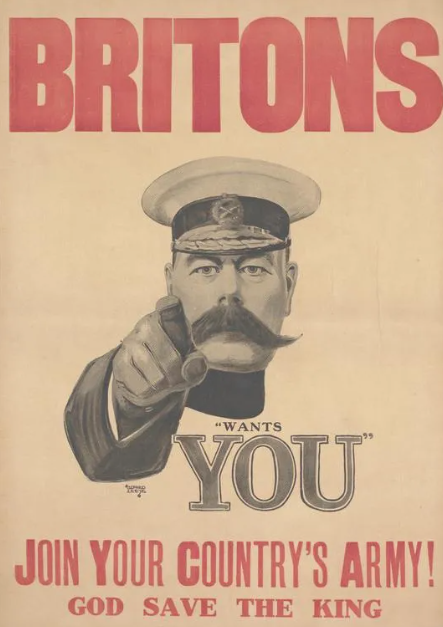 BRITONS
"WANTS
YOU"
JOIN YOUR COUNTRY'S ARMY!
GOD SAVE THE KING